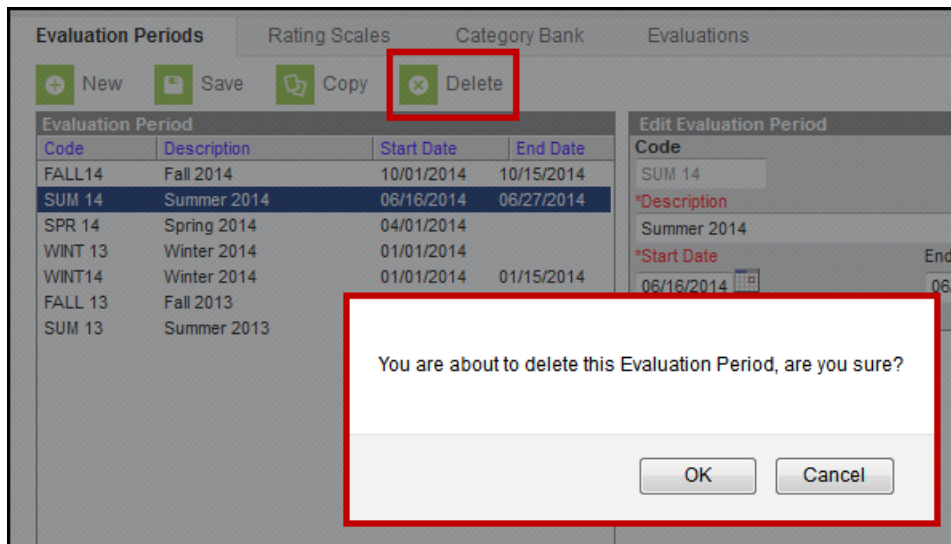 Evaluation Periods Rating Scales Category Bank Evaluations
New Save Copy Delete
Evaluation Period
Code Description Start Date End Date
FALL14 Fall 2014 10/01/2014 10/15/2014
SUM 14 Summer 2014 06/16/2014 06/27/2014
SPR 14 Spring 2014 04/01/2014
WINT 13 Winter 2014 01/01/2014
WINT14 Winter 2014 01/01/2014 01/15/2014
FALL 13 Fall 2013
SUM 13 Summer 2013
Edit Evaluation Period
Code
SUM 14
*Description
Summer 2014
*Start Date End
06/16/2014 06
You are about to delete this Evaluation Period, are you sure?
OK Cancel